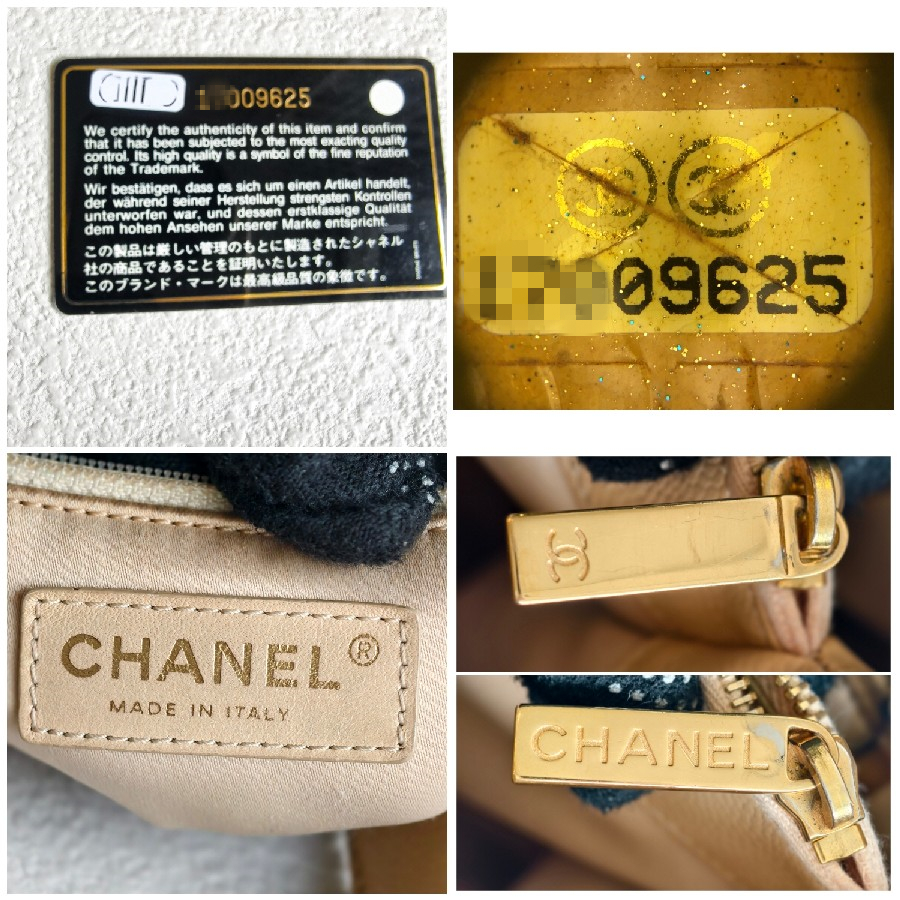 009625
We certify the authenticity of this item and confirm
that it has been subjected to the most exacting quality
control. Its high quality is a symbol of the fine reputation
of the Trademark.
Wir bestätigen, dass es sich um einen Artikel handelt,
der während seiner Herstellung strengsten Kontrollen
unterworfen war, und dessen erstklassige Qualität
dem hohen Ansehen unserer Marke entspricht.
この製品は厳しい管理のもとに製造されたシャネル
社の商品であることを証明いたします。
このブランド・マークは最高級品質の象徴です。
09625
CHANEL®
MADE IN ITALY
CHANEL